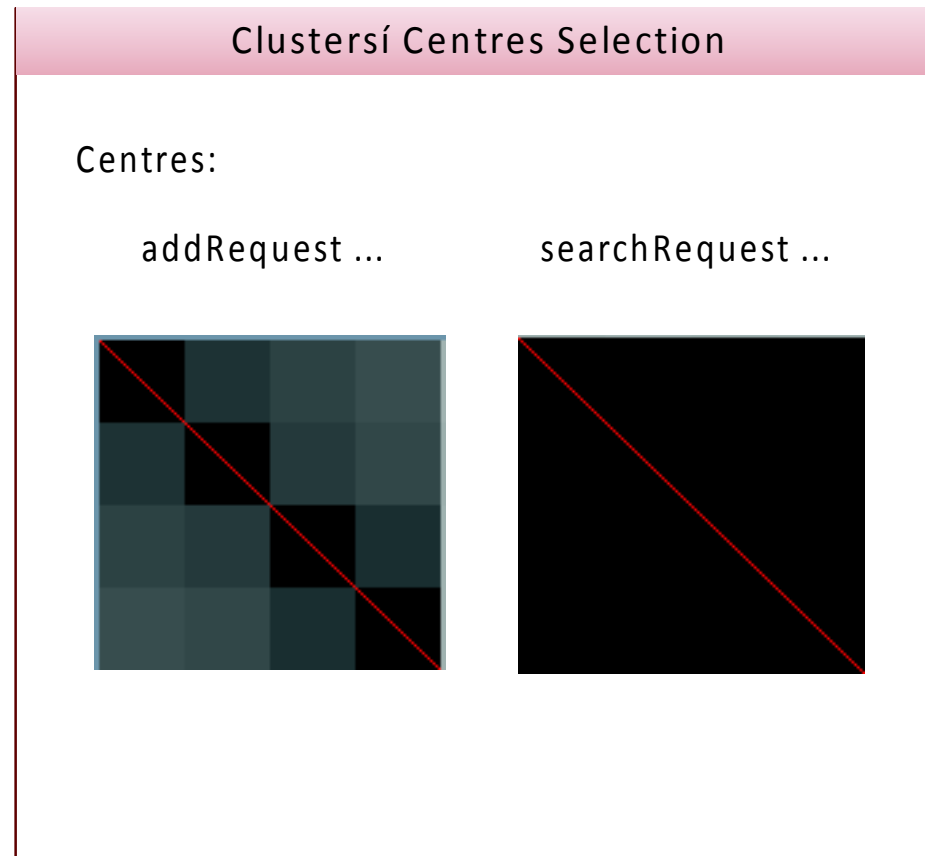 Clustersí Centres Selection
Centres:
addRequest ... searchRequest ...